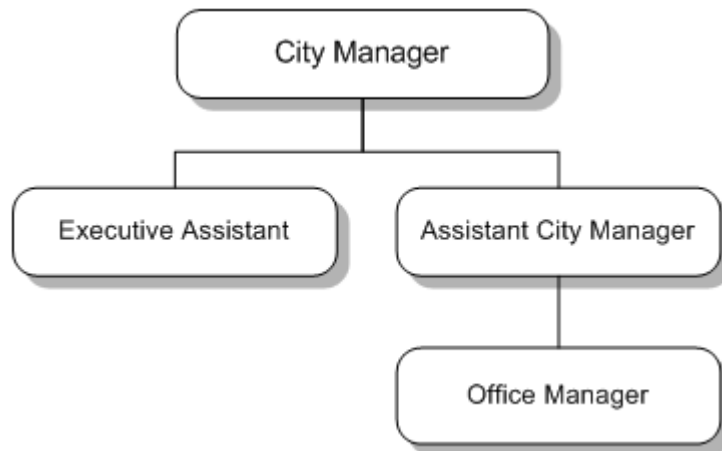 City Manager
Executive Assistant
Assistant City Manager
Office Manager